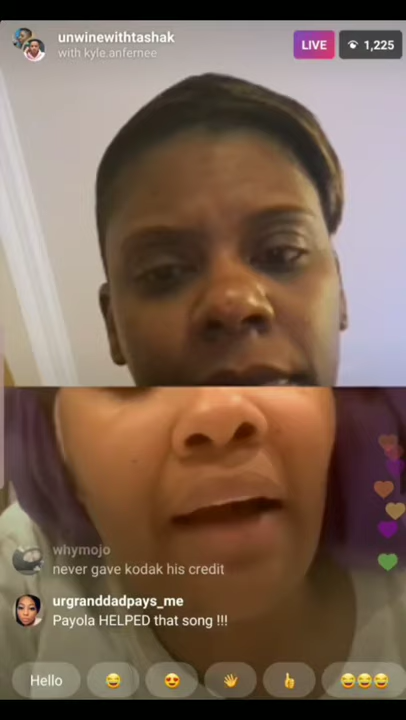 unwinewithtashak
LIVE
1,225
with kyle.anfernee
whymojo
never gave kodak his credit
urgranddadpays_me
Payola HELPED that song !!!
Hello